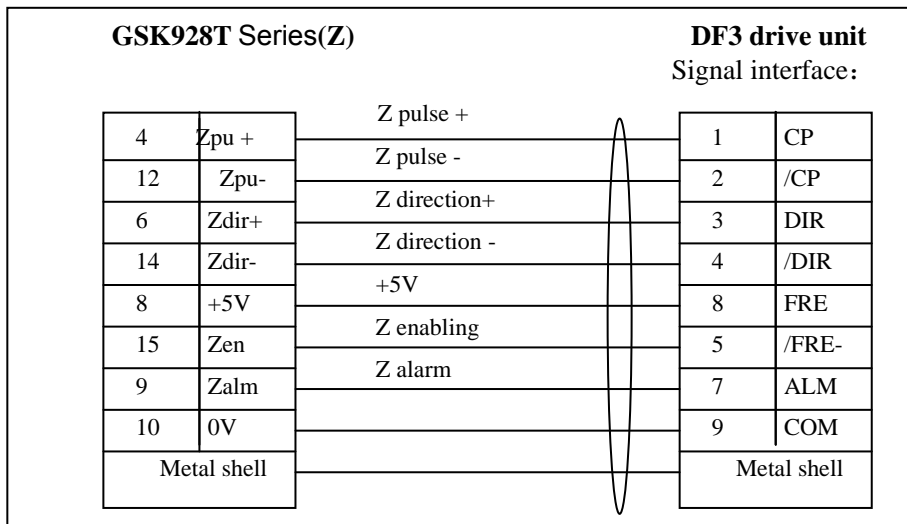 GSK928T Series(Z) DF3 drive unit
Signal interface：
Z pulse +
4 Zpu + 1 CP
Z pulse -
12 Zpu- 2 /CP
Z direction+
6 Zdir+ 3 DIR
Z direction -
14 Zdir- 4 /DIR
+5V
8 +5V 8 FRE
Z enabling
15 Zen 5 /FRE-
Z alarm
9 Zalm 7 ALM
10 0V 9 COM
Metal shell Metal shell